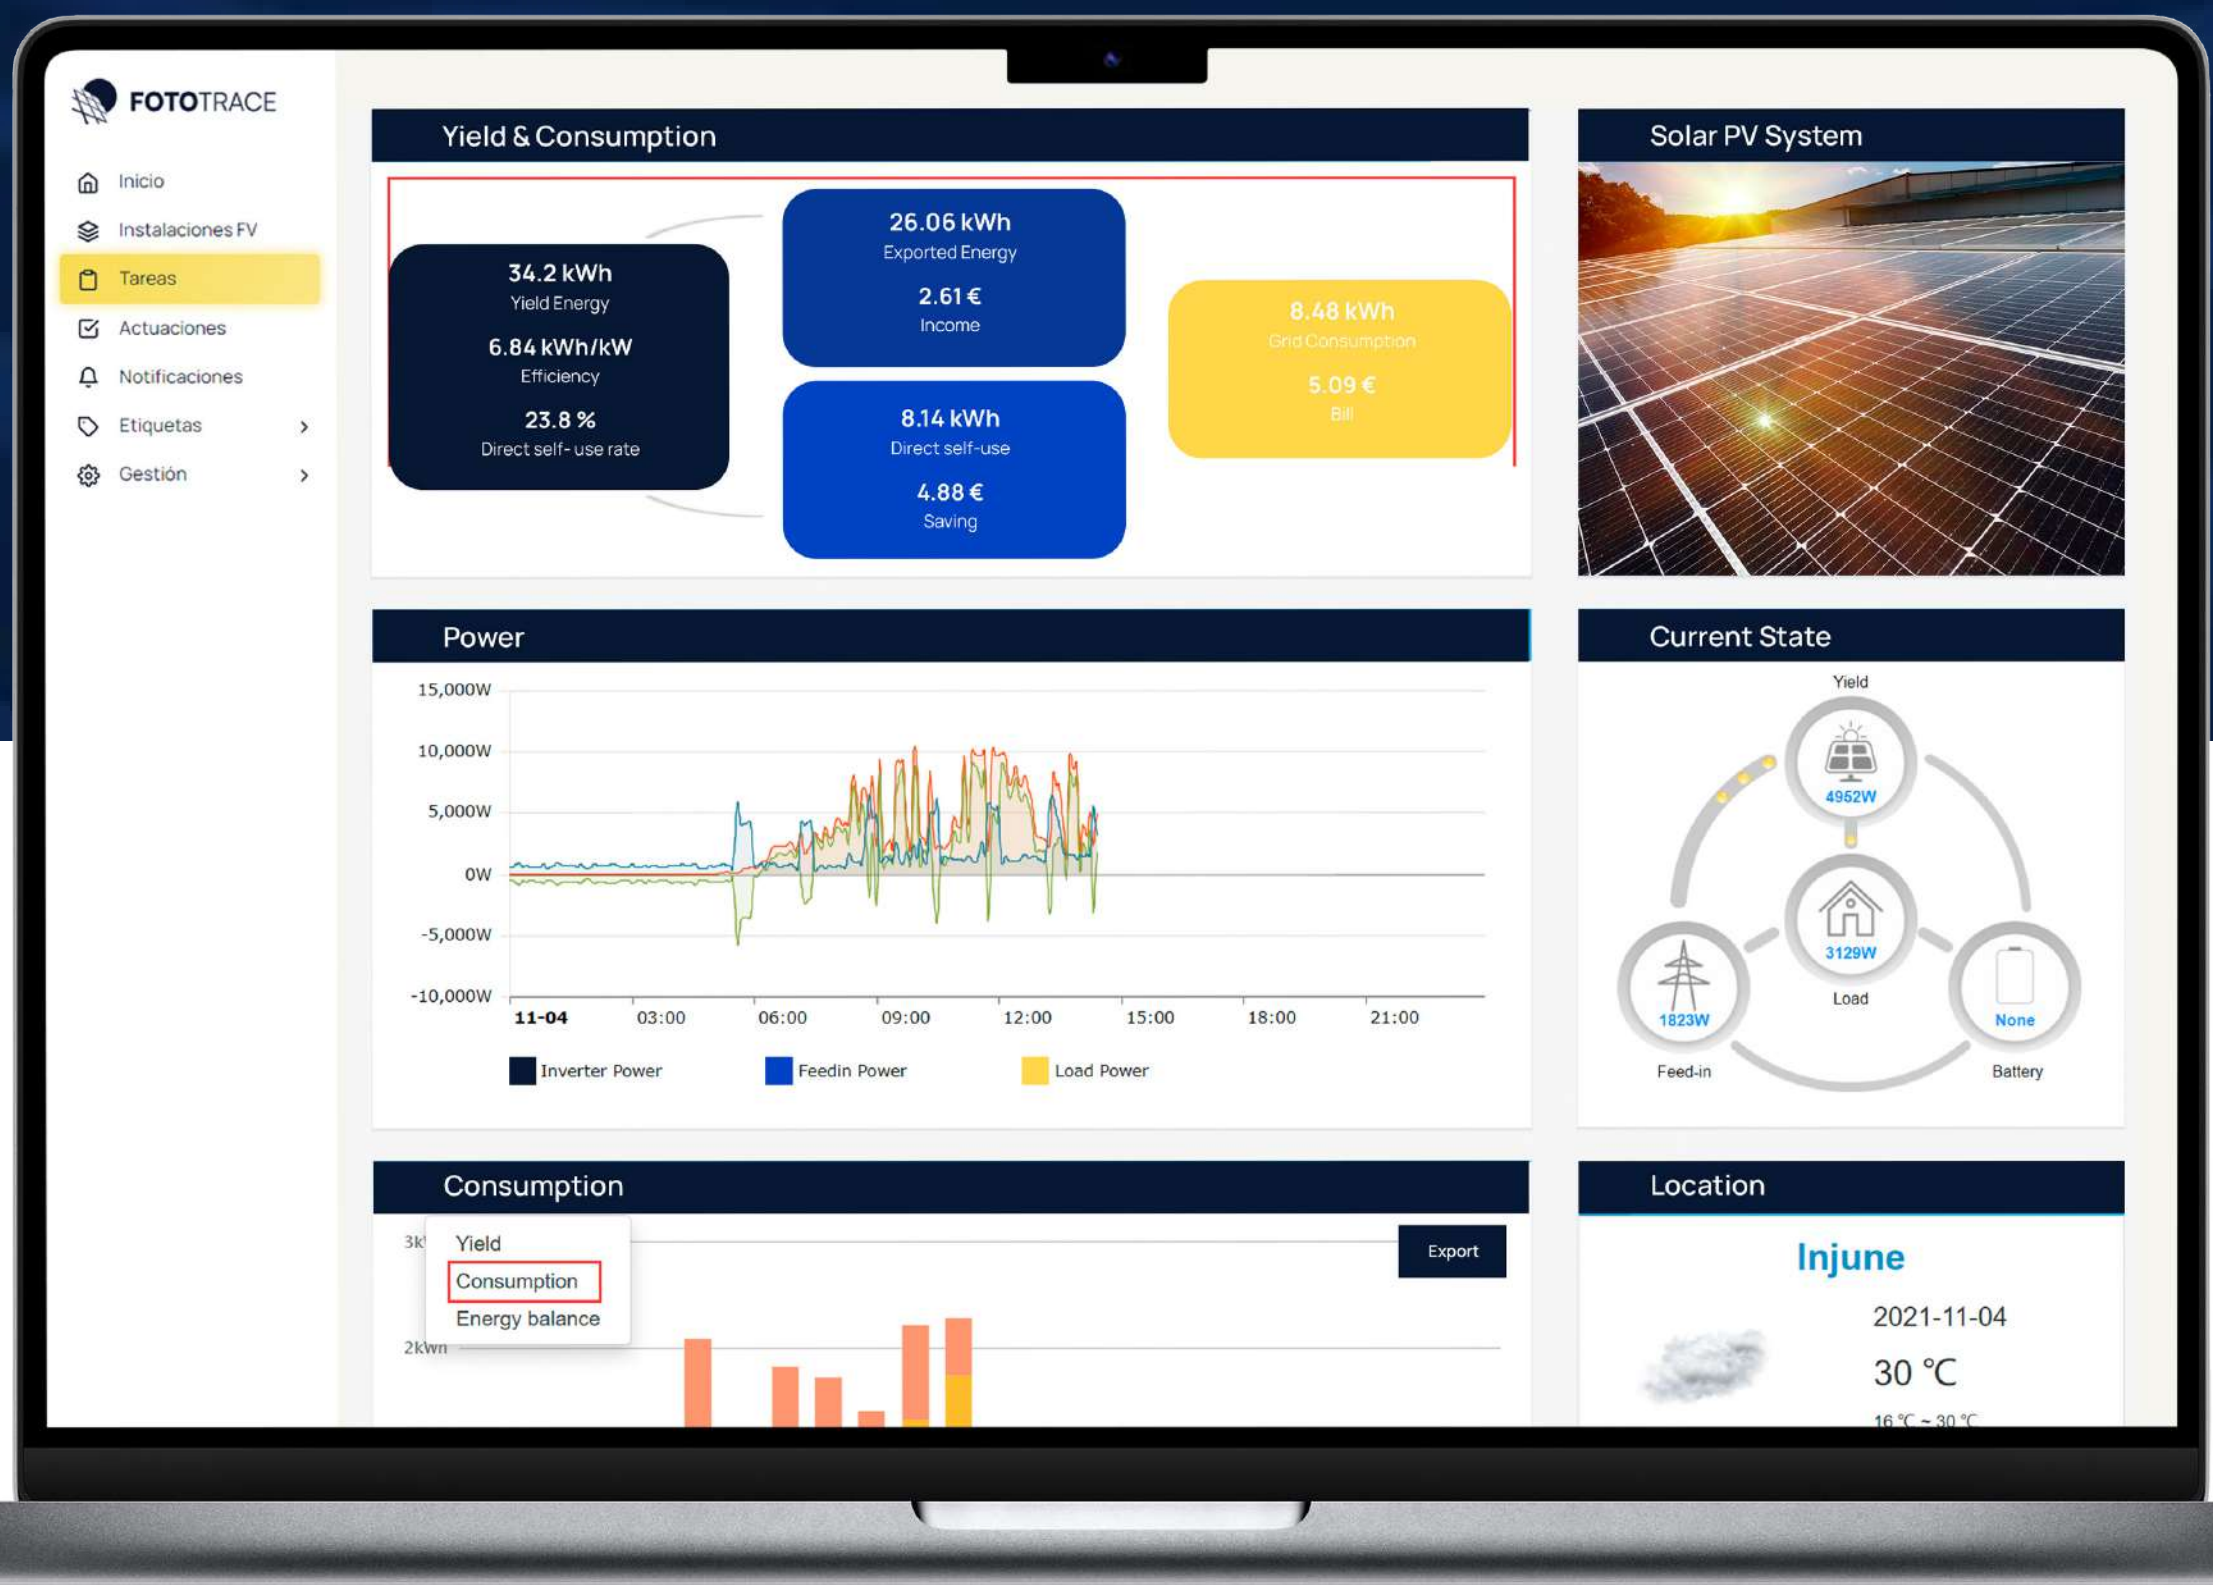 FOTOTRACE
Inicio
Instalaciones FV
Tareas
Actuaciones
Notificaciones
Etiquetas
Gestión
Yield & Consumption
34.2 kWh
Yield Energy
6.84 kWh/kW
Efficiency
23.8 %
Direct self- use rate
26.06 kWh
Exported Energy
2.61 €
Income
8.14 kWh
Direct self-use
4.88 €
Saving
8.48 kWh
Grid Consumption
5.09 €
Bill
Solar PV System
Power
15,000W
10,000W
5,000W
0W
-5,000W
-10,000W
11-04 03:00 06:00 09:00 12:00 15:00 18:00 21:00
Inverter Power Feedin Power Load Power
Current State
Yield
4952W
3129W
Load
1823W
Feed-in
None
Battery
Consumption
Yield
Consumption
Energy balance
2kWh
Export
Location
Injune
2021-11-04
30 °C
16 °C ~ 30 °C